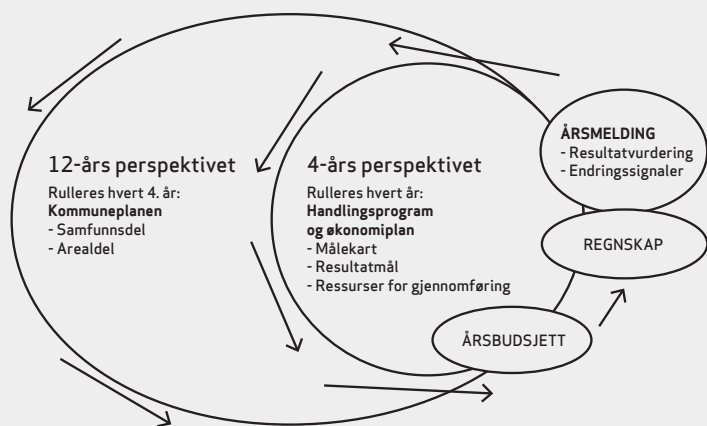 12-års perspektivet
Rulleres hvert 4. år:
Kommuneplanen
- Samfunnsdel
- Arealdel
4-års perspektivet
Rulleres hvert år:
Handlingsprogram
og økonomiplan
- Målekart
- Resultatmål
- Ressurser for gjennomføring
ÅRSMELDING
- Resultatvurdering
- Endringssignaler
REGNSKAP
ÅRSBUDSJETT